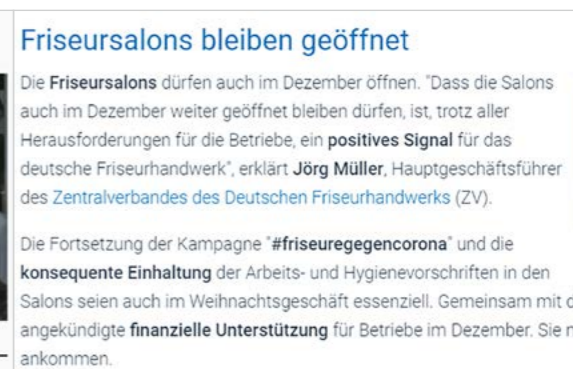 Friseursalons bleiben geöffnet
Die Friseursalons dürfen auch im Dezember öffnen. "Dass die Salons
auch im Dezember weiter geöffnet bleiben dürfen, ist, trotz aller
Herausforderungen für die Betriebe, ein positives Signal für das
deutsche Friseurhandwerk", erklärt Jörg Müller, Hauptgeschäftsführer
des Zentralverbandes des Deutschen Friseurhandwerks (ZV).
Die Fortsetzung der Kampagne "#friseuregegencorona" und die
konsequente Einhaltung der Arbeits- und Hygienevorschriften in den
Salons seien auch im Weihnachtsgeschäft essenziell. Gemeinsam mit
angekündigte finanzielle Unterstützung für Betriebe im Dezember. Sie
ankommen.